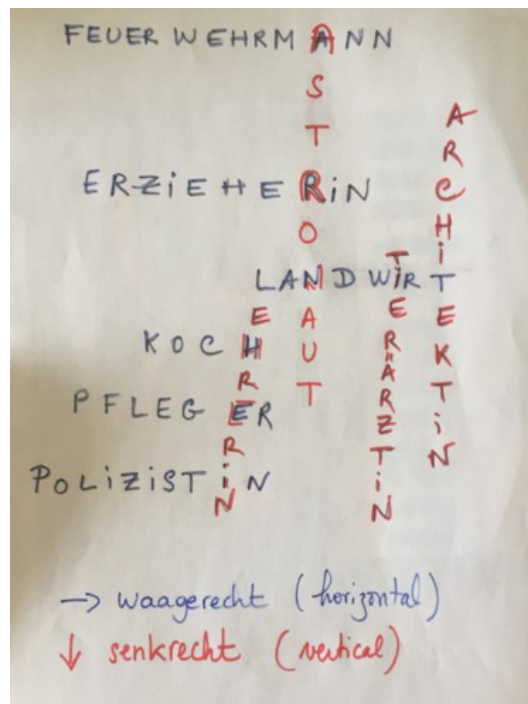 FEUERWEHRMANN
ASTRONAUT
ARCHITEKTIN
ERZiEHERiN
LANDWiRT
TiERÄRZTiN
LEHRERiN
KOCH
PFLEGER
POLiZiSTiN
→ waagerecht (horizontal)
↓ senkrecht (vertical)